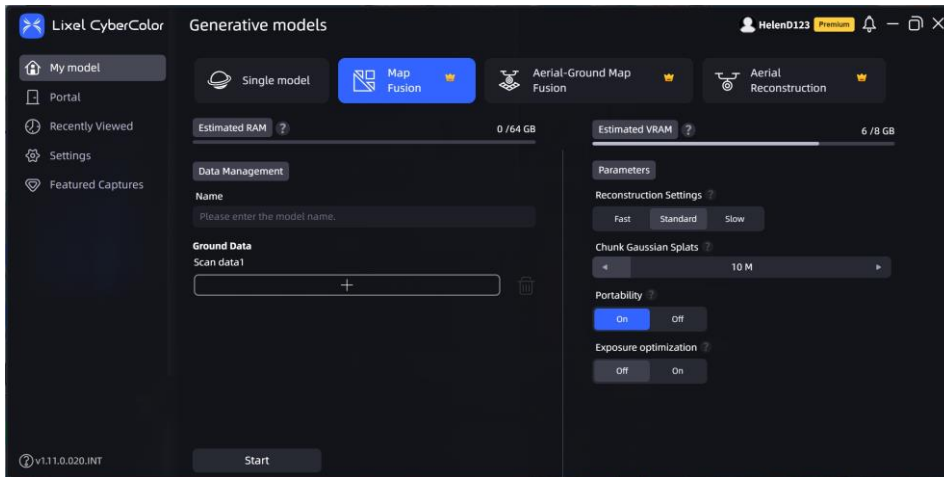 Lixel CyberColor
Generative models
HelenD123 Premium
My model
Portal
Recently Viewed
Settings
Featured Captures
v1.11.0.020.INT
Single model
Map
Fusion
Aerial-Ground Map
Fusion
Aerial
Reconstruction
Estimated RAM ? 0 /64 GB
Data Management
Name
Please enter the model name.
Ground Data
Scan data1
+
Start
Estimated VRAM ? 6 /8 GB
Parameters
Reconstruction Settings ?
Fast Standard Slow
Chunk Gaussian Splats ?
10 M
Portability ?
On Off
Exposure optimization ?
Off On